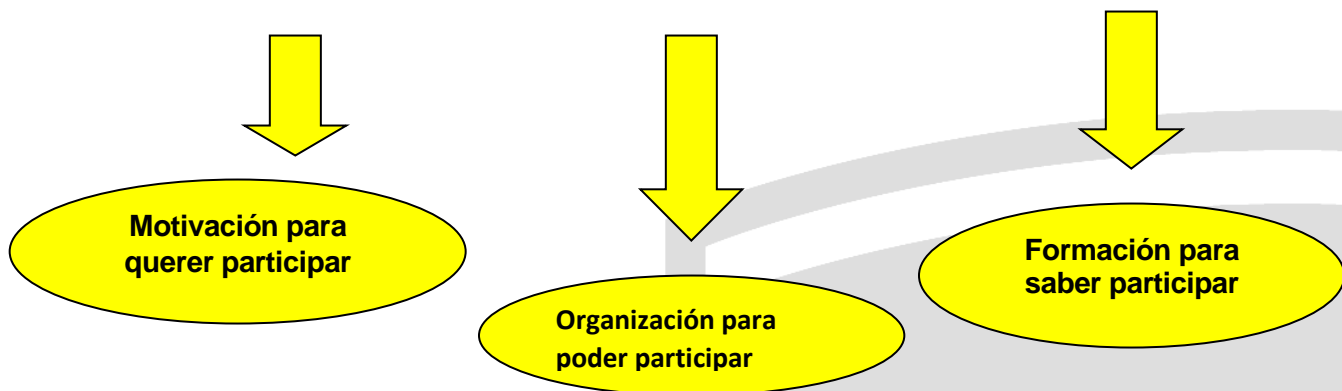 Motivación para
querer participar
Organización para
poder participar
Formación para
saber participar